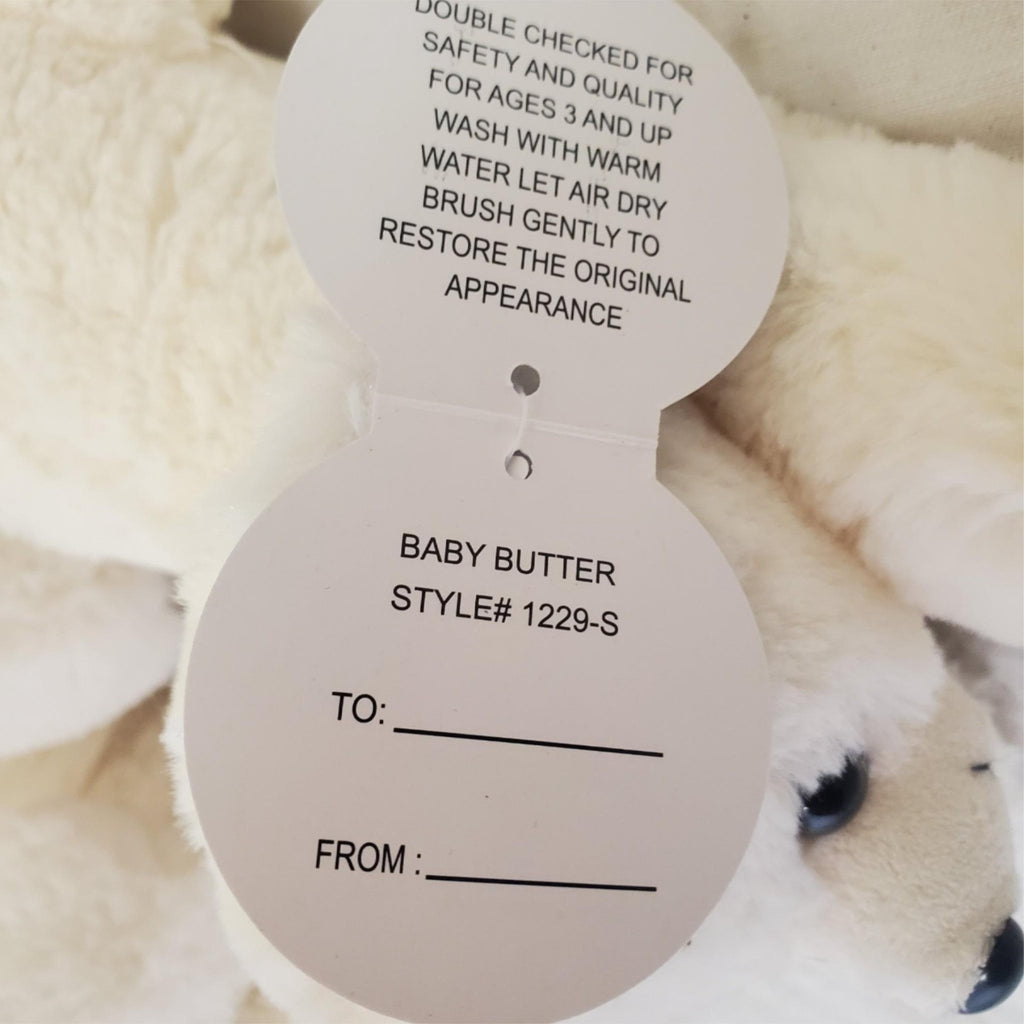 DOUBLE CHECKED FOR
SAFETY AND QUALITY
FOR AGES 3 AND UP
WASH WITH WARM
WATER LET AIR DRY
BRUSH GENTLY TO
RESTORE THE ORIGINAL
APPEARANCE
BABY BUTTER
STYLE# 1229-S
TO:
FROM :